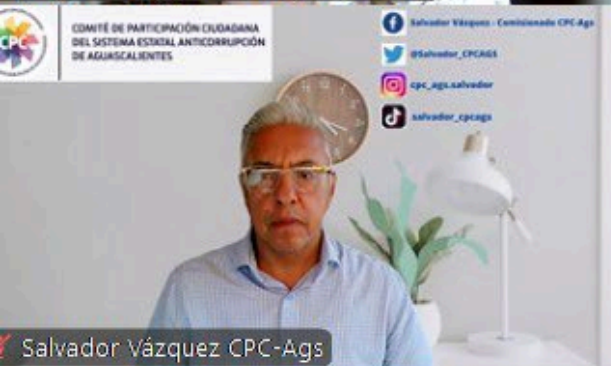 CPC
COMITÉ DE PARTICIPACIÓN CIUDADANA
DEL SISTEMA ESTATAL ANTICORRUPCIÓN
DE AGUASCALIENTES
Salvador Vázquez - Comisionado CPC-Ags
@Salvador_CPCAGS
cpc_ags.salvador
salvador_cpcags
Salvador Vázquez CPC-Ags